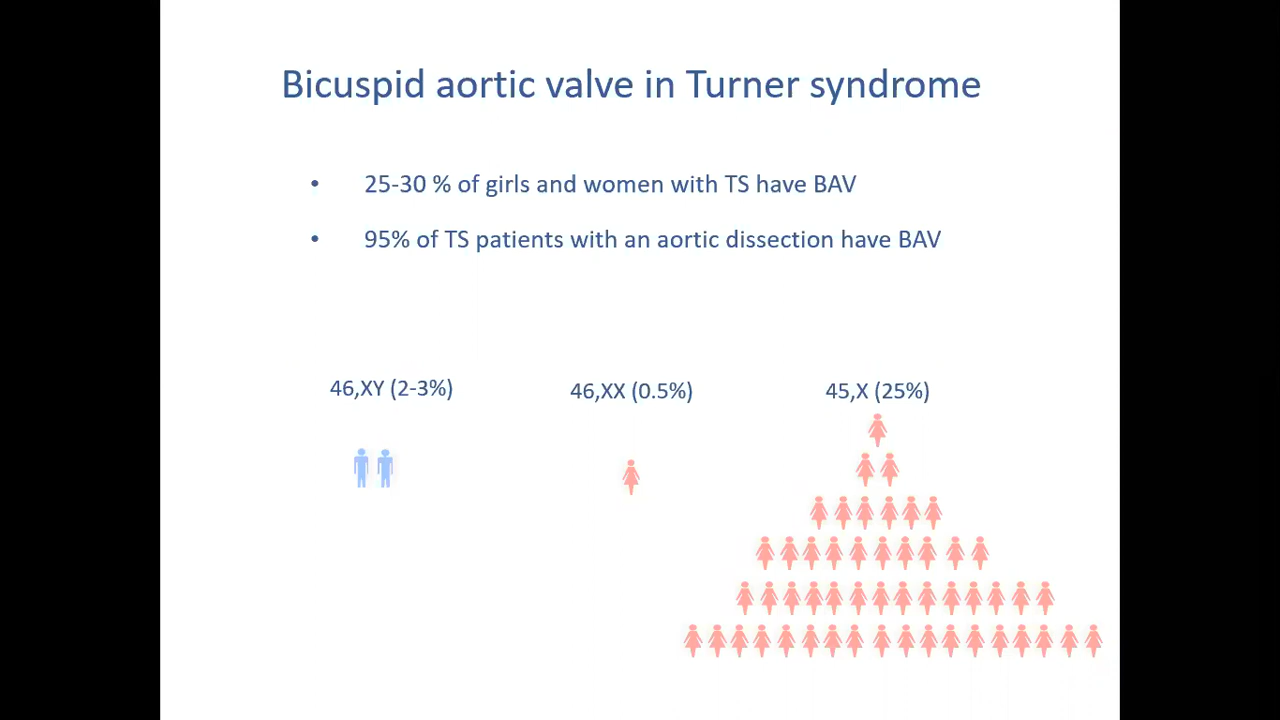 Bicuspid aortic valve in Turner syndrome
• 25-30 % of girls and women with TS have BAV
• 95% of TS patients with an aortic dissection have BAV
46,XY (2-3%)
46,XX (0.5%)
45,X (25%)